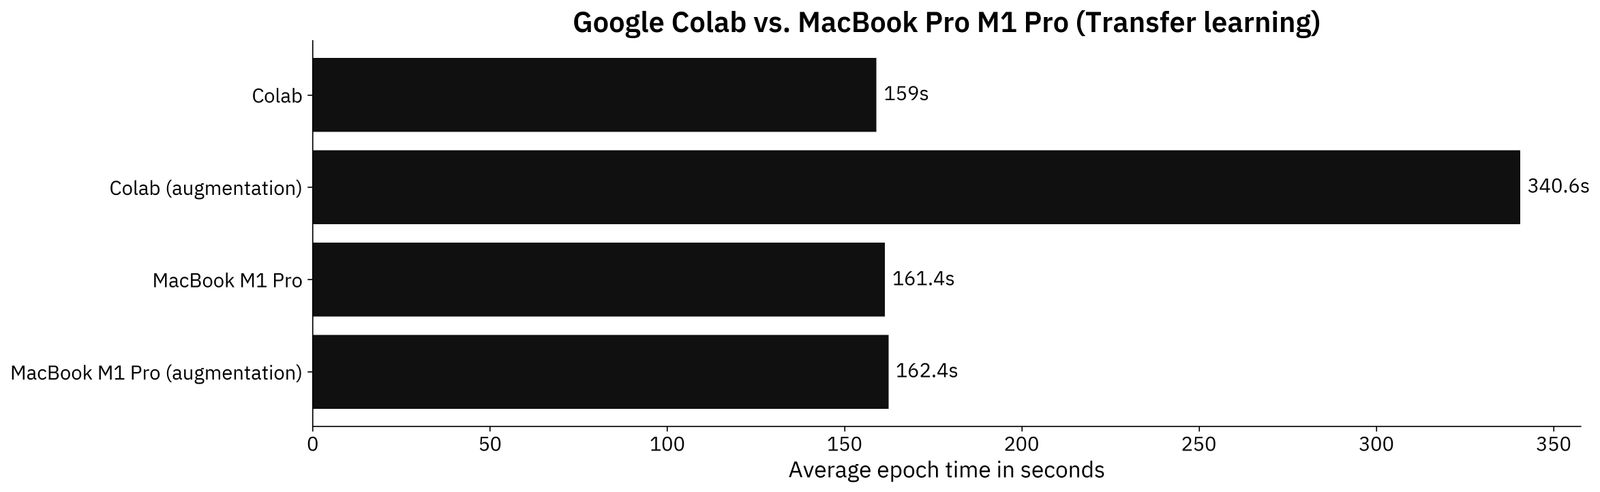 Google Colab vs. MacBook Pro M1 Pro (Transfer learning)
Colab
159s
Colab (augmentation)
340.6s
MacBook M1 Pro
161.4s
MacBook M1 Pro (augmentation)
162.4s
0 50 100 150 200 250 300 350
Average epoch time in seconds